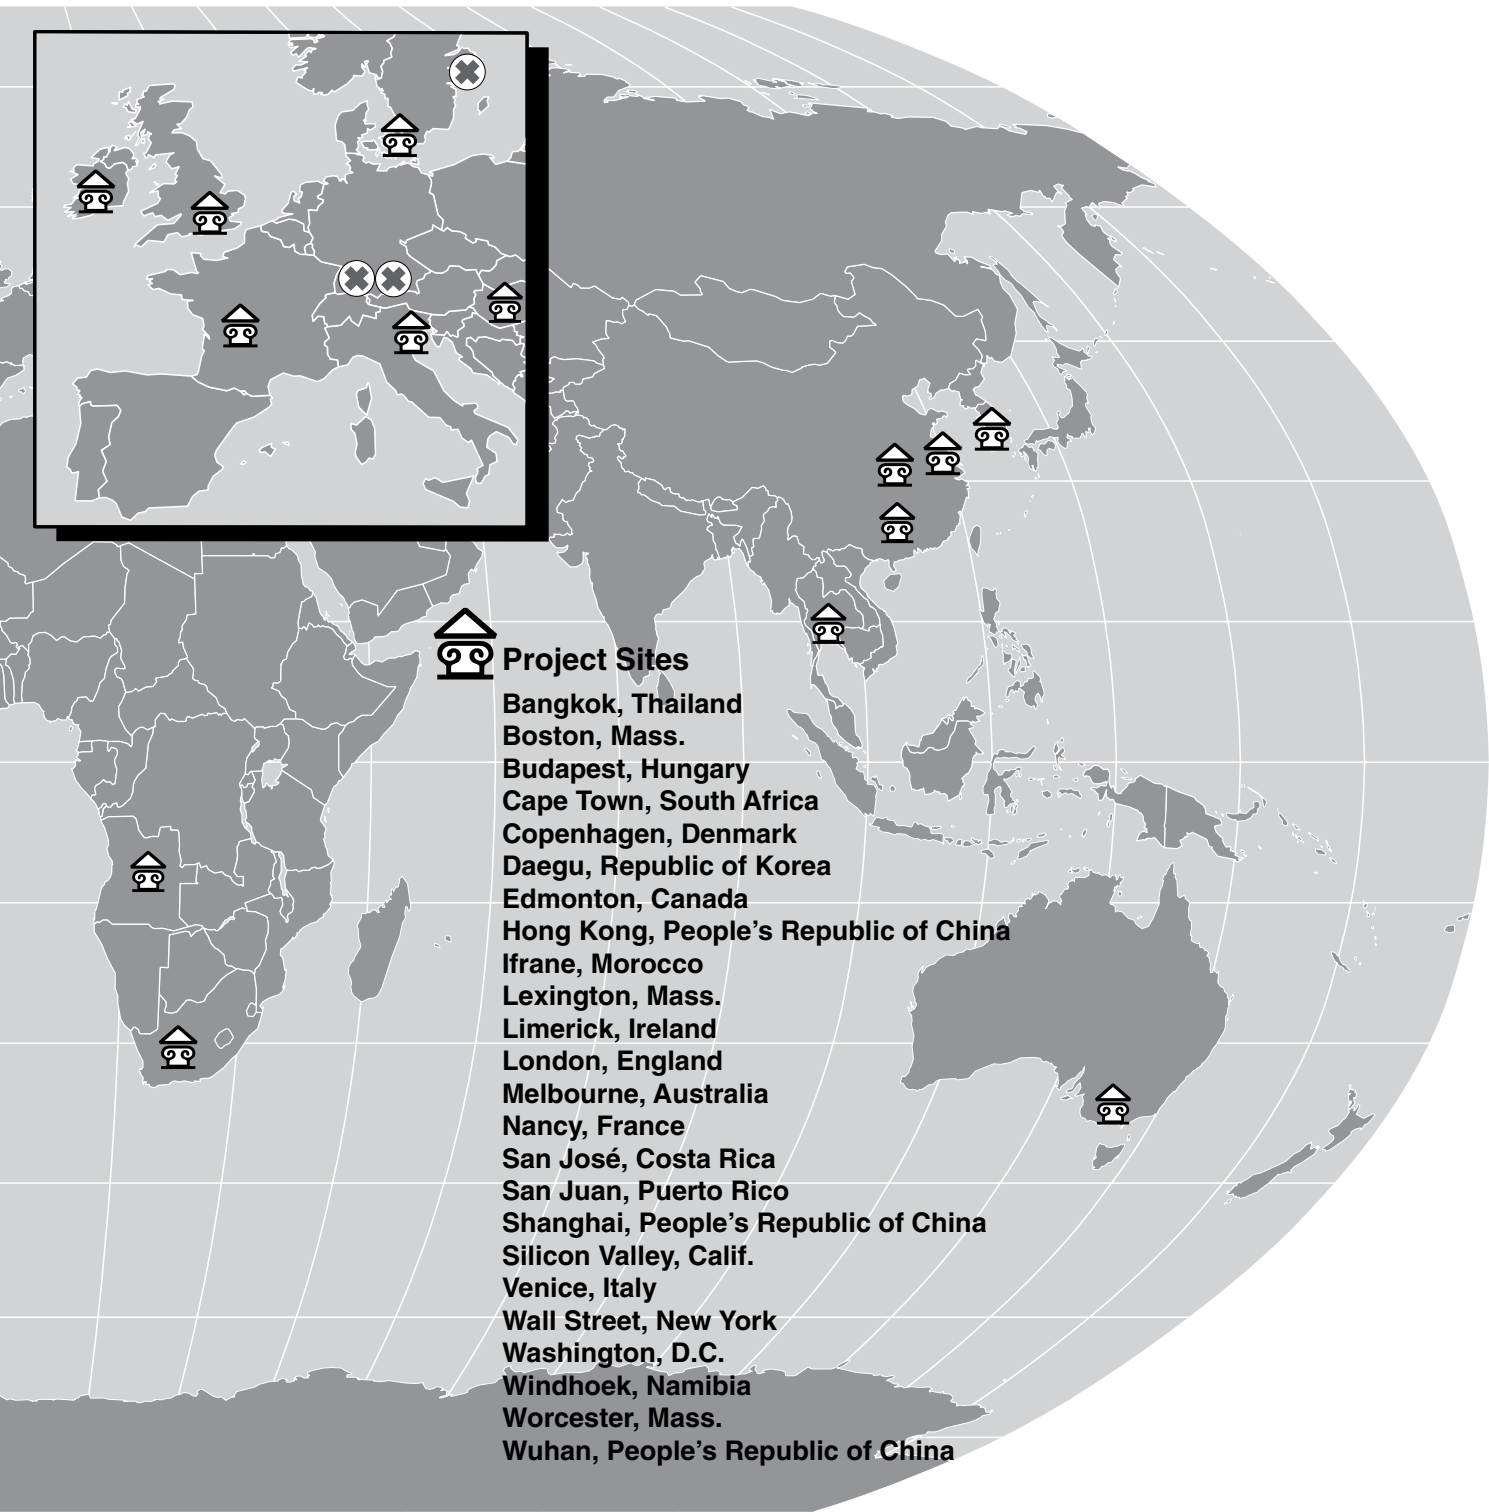 Project Sites
Bangkok, Thailand
Boston, Mass.
Budapest, Hungary
Cape Town, South Africa
Copenhagen, Denmark
Daegu, Republic of Korea
Edmonton, Canada
Hong Kong, People’s Republic of China
Ifrane, Morocco
Lexington, Mass.
Limerick, Ireland
London, England
Melbourne, Australia
Nancy, France
San José, Costa Rica
San Juan, Puerto Rico
Shanghai, People’s Republic of China
Silicon Valley, Calif.
Venice, Italy
Wall Street, New York
Washington, D.C.
Windhoek, Namibia
Worcester, Mass.
Wuhan, People’s Republic of China